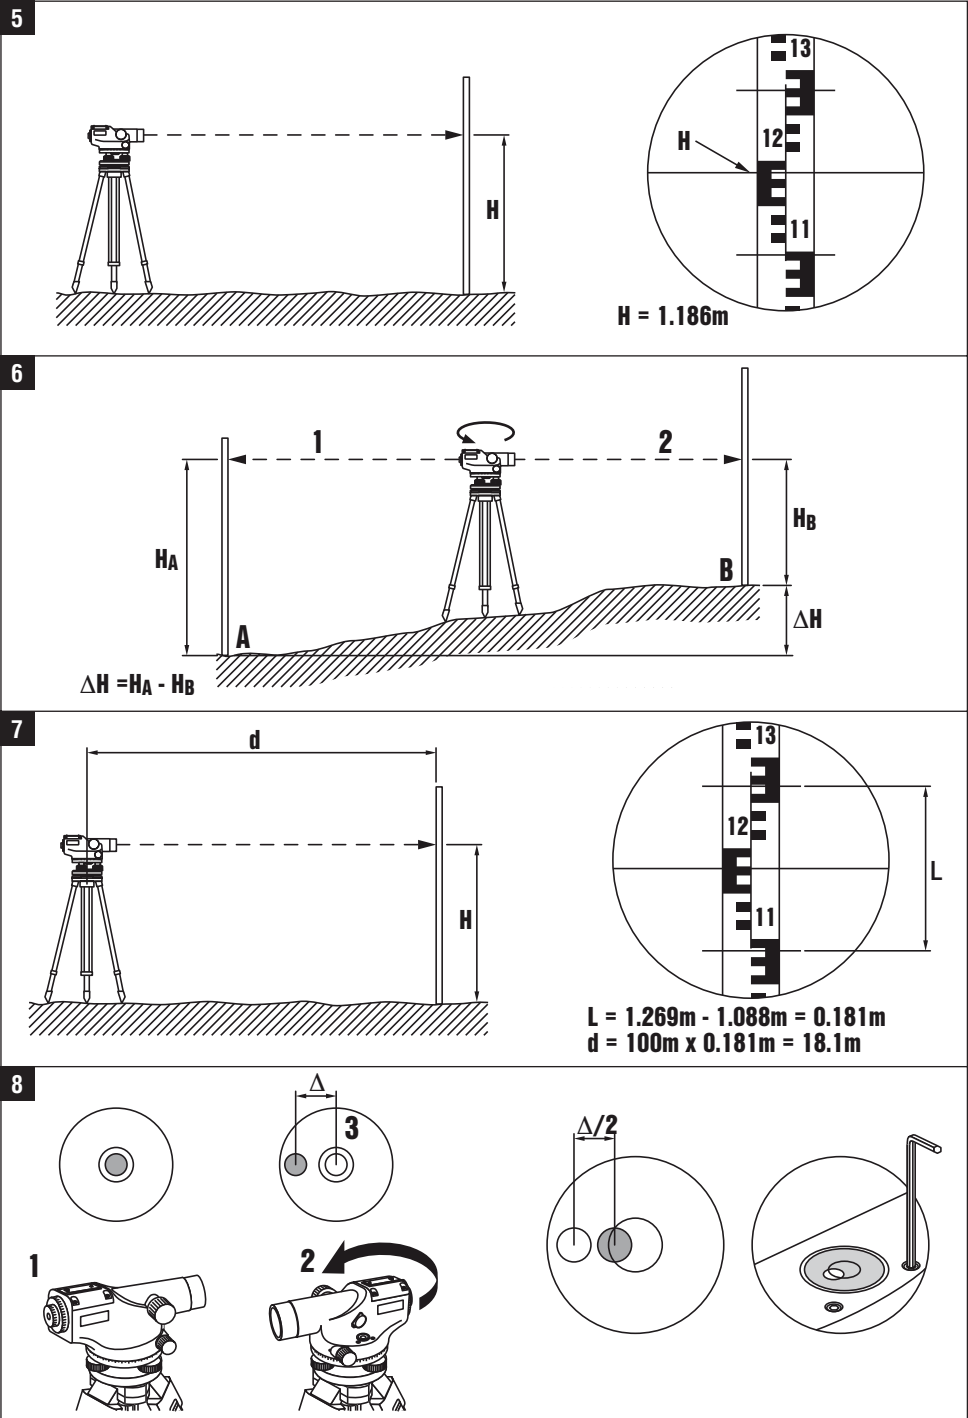 5
13
12
H
11
H
H = 1.186m
6
1
2
HA
HB
B
A
ΔH
ΔH =HA - HB
7
d
13
12
L
11
H
L = 1.269m - 1.088m = 0.181m
d = 100m x 0.181m = 18.1m
8
Δ
3
Δ/2
1
2